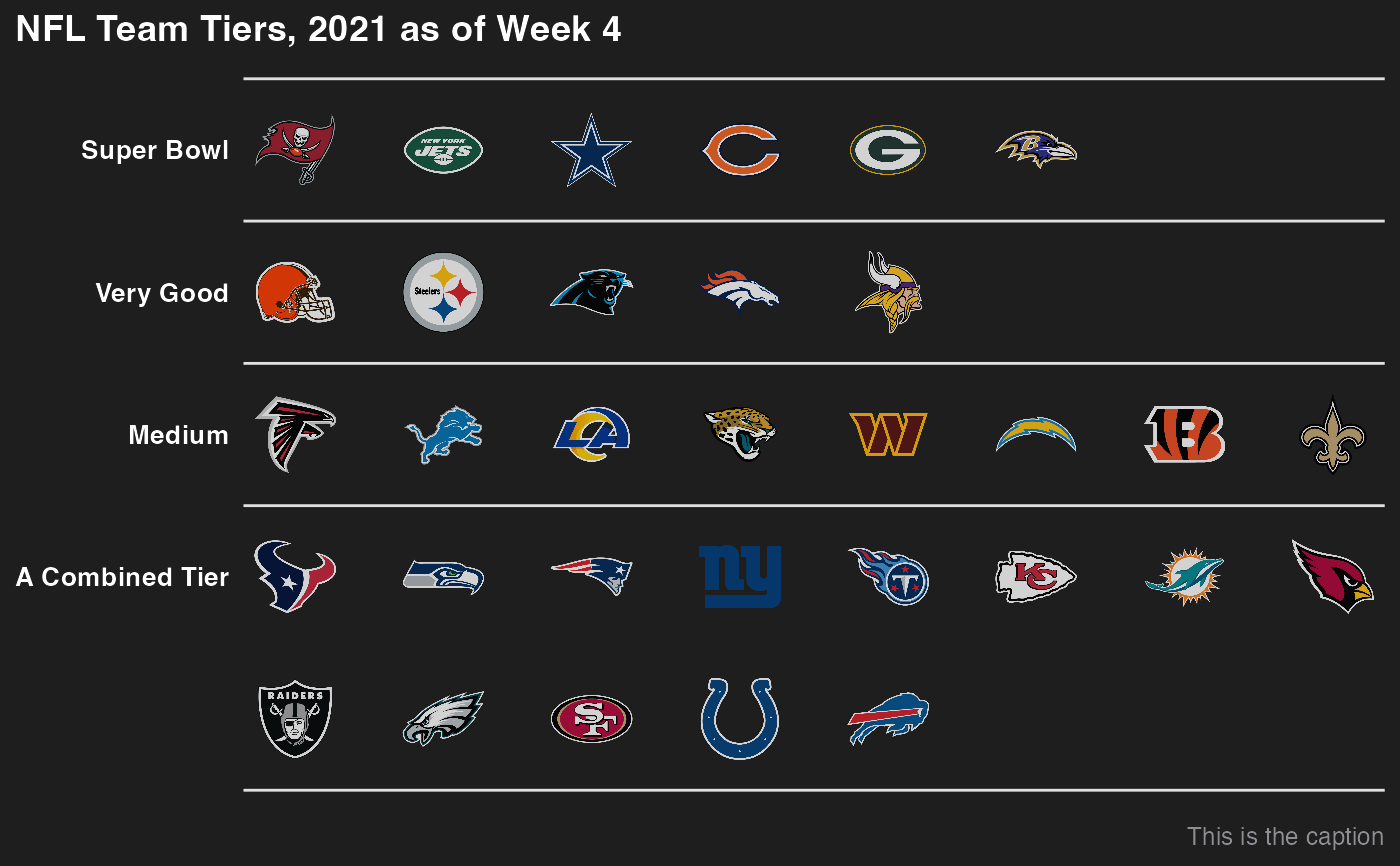 NFL Team Tiers, 2021 as of Week 4
Super Bowl
NEW YORK
JETS
G
B
Very Good
Steelers
Medium
LA
W
B
A Combined Tier
ny
T
KC
RAIDERS
SF
This is the caption